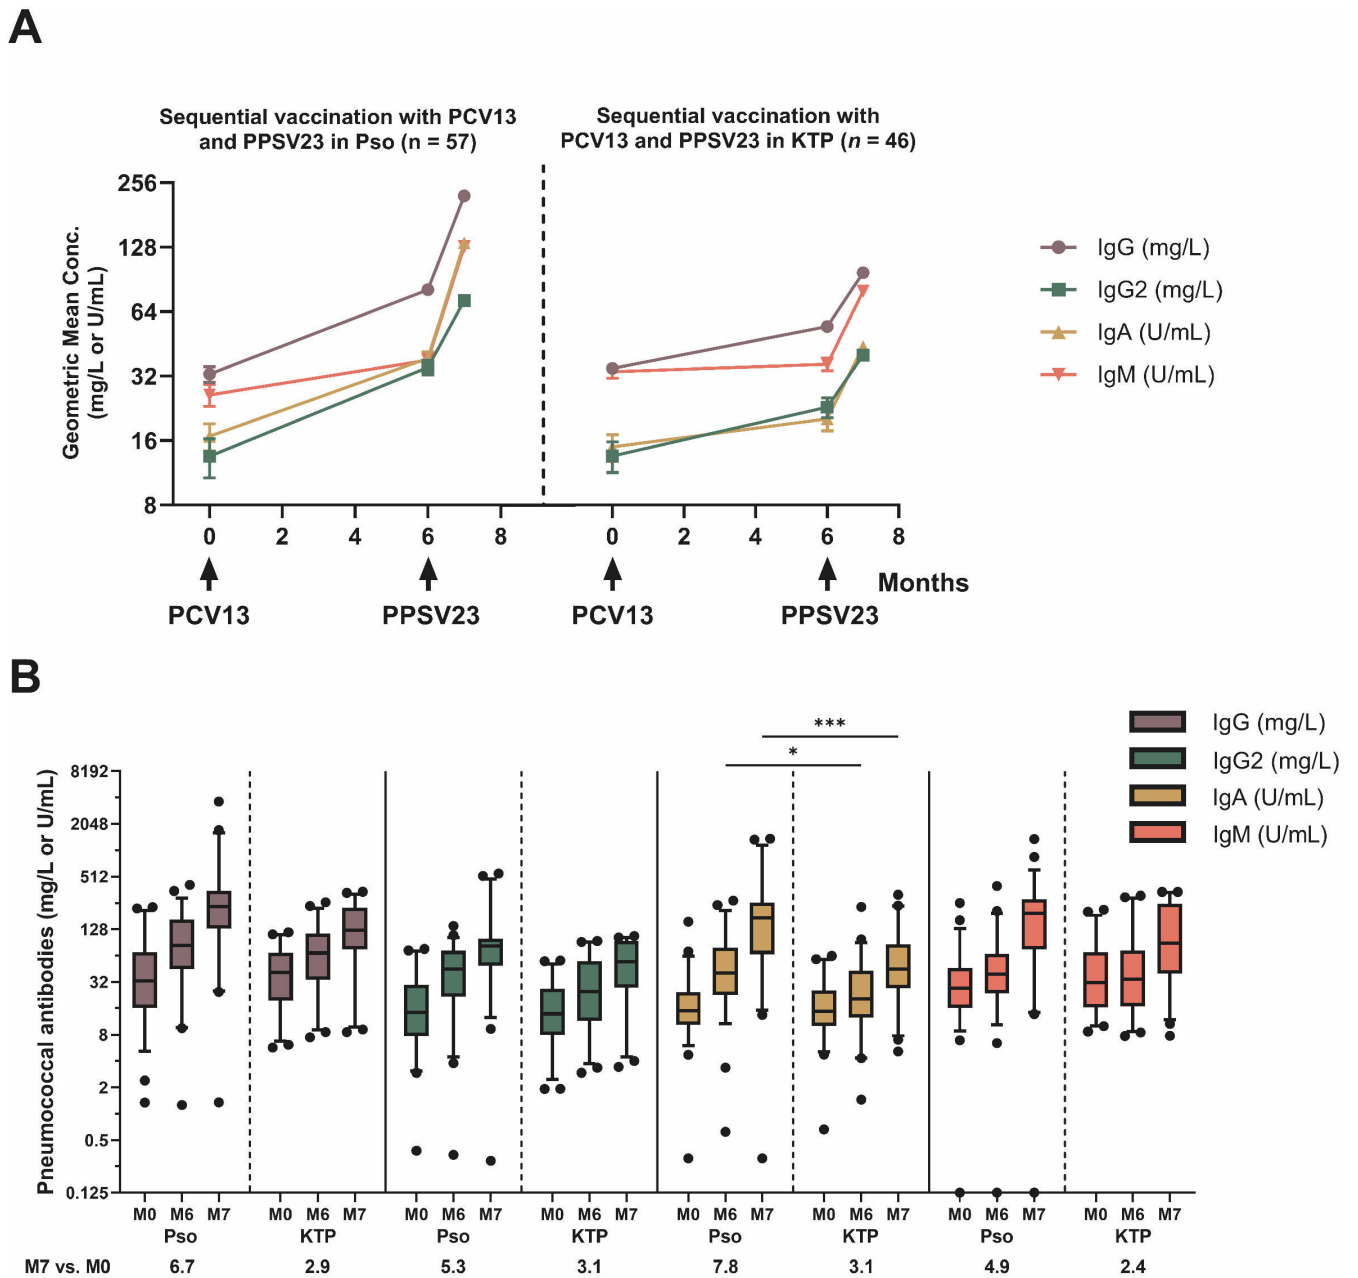 A
Sequential vaccination with PCV13
and PPSV23 in Pso (n = 57)
Sequential vaccination with
PCV13 and PPSV23 in KTP (n = 46)
Geometric Mean Conc.
(mg/L or U/mL)
256
128
64
32
16
8
0 2 4 6 8
0 2 4 6 8
Months
PCV13 PPSV23 PCV13 PPSV23
IgG (mg/L)
IgG2 (mg/L)
IgA (U/mL)
IgM (U/mL)
B
IgG (mg/L)
IgG2 (mg/L)
IgA (U/mL)
IgM (U/mL)
***
*
Pneumococcal antibodies (mg/L or U/mL)
8192
2048
512
128
32
8
2
0.5
0.125
M0 M6 M7 M0 M6 M7 M0 M6 M7 M0 M6 M7 M0 M6 M7 M0 M6 M7 M0 M6 M7 M0 M6 M7
Pso KTP Pso KTP Pso KTP Pso KTP
M7 vs. M0 6.7 2.9 5.3 3.1 7.8 3.1 4.9 2.4